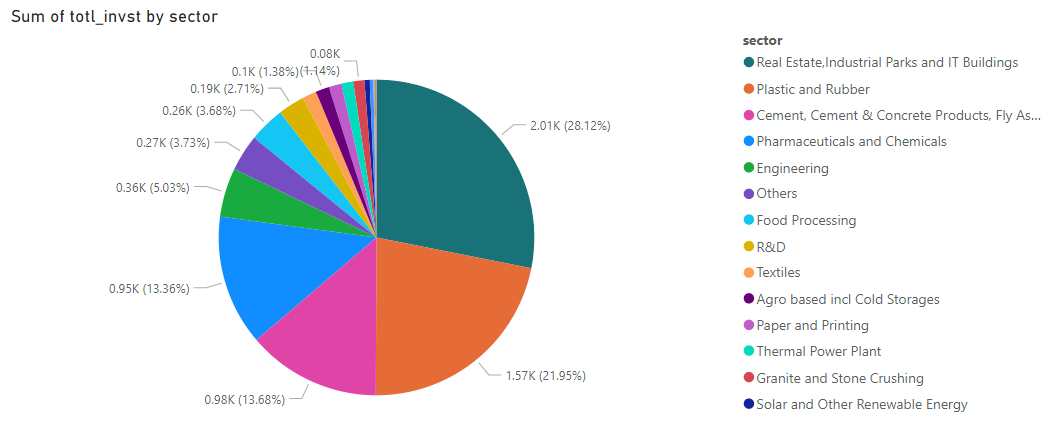 Sum of totl_invst by sector
0.08K
0.1K (1.38%)
(1.14%)
0.19K (2.71%)
0.26K (3.68%)
0.27K (3.73%)
0.36K (5.03%)
0.95K (13.36%)
0.98K (13.68%)
2.01K (28.12%)
1.57K (21.95%)
sector
Real Estate,Industrial Parks and IT Buildings
Plastic and Rubber
Cement, Cement & Concrete Products, Fly As...
Pharmaceuticals and Chemicals
Engineering
Others
Food Processing
R&D
Textiles
Agro based incl Cold Storages
Paper and Printing
Thermal Power Plant
Granite and Stone Crushing
Solar and Other Renewable Energy